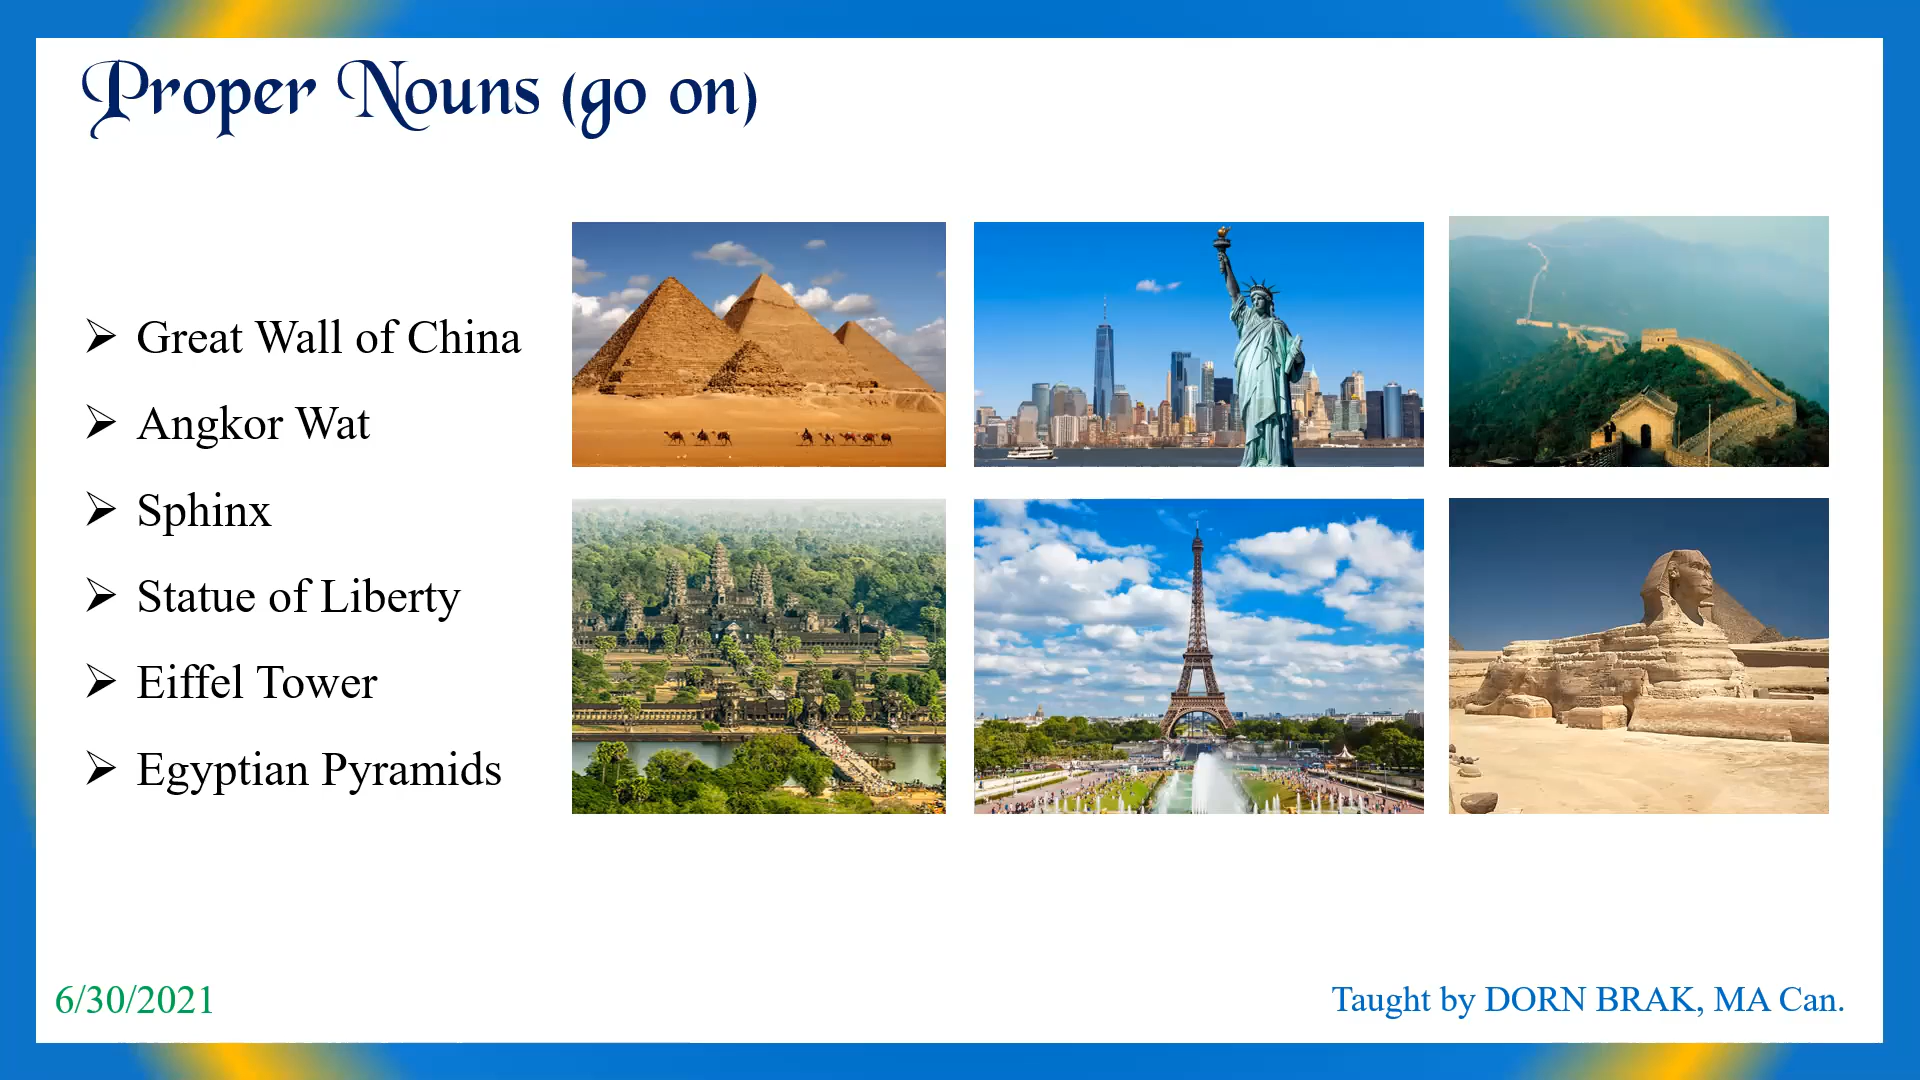 Proper Nouns (go on)
➢ Great Wall of China
➢ Angkor Wat
➢ Sphinx
➢ Statue of Liberty
➢ Eiffel Tower
➢ Egyptian Pyramids
6/30/2021
Taught by DORN BRAK, MA Can.